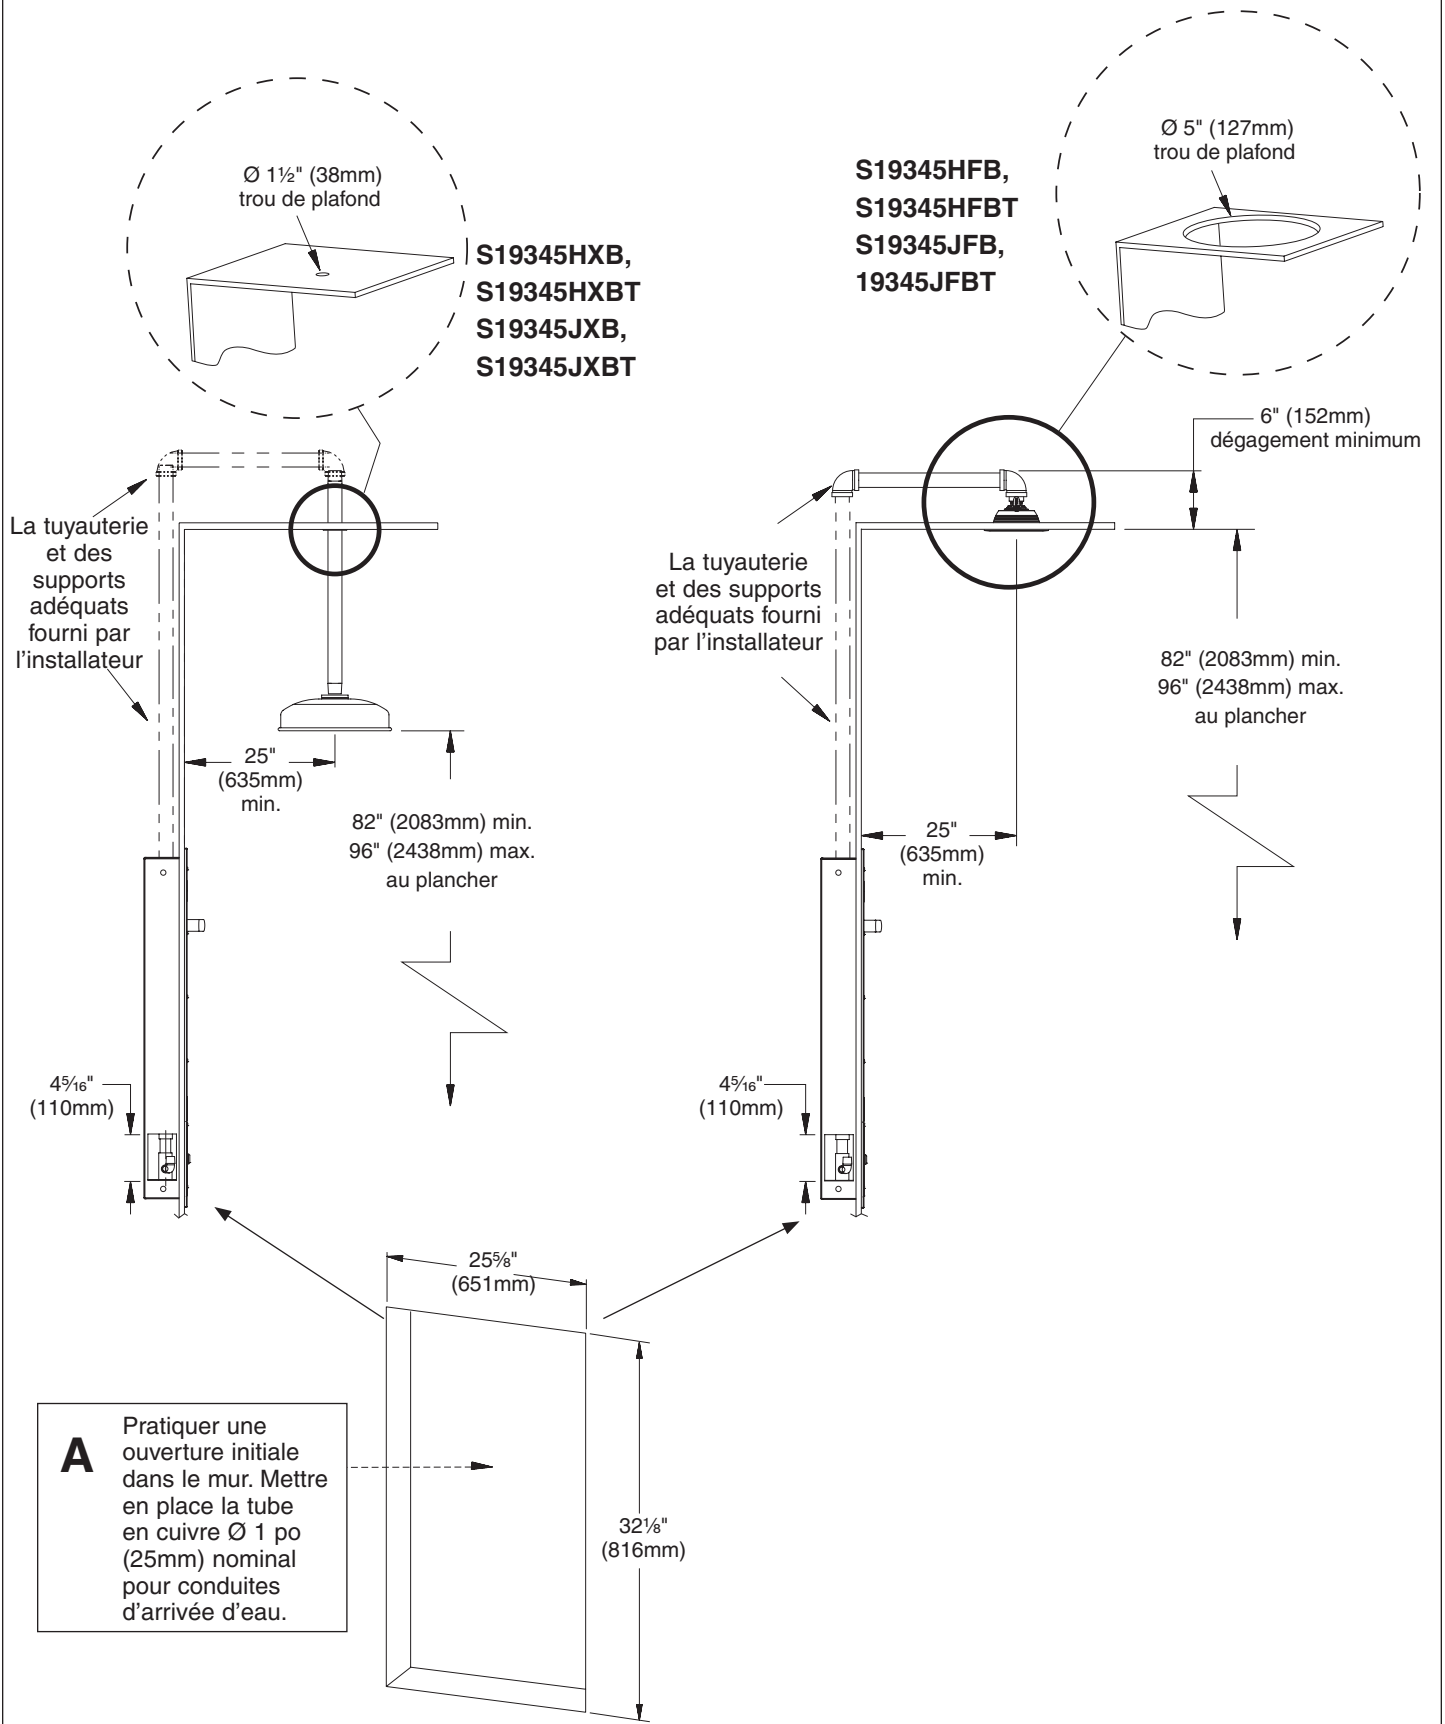 Ø 1½" (38mm)
trou de plafond
S19345HXB,
S19345HXBT
S19345JXB,
S19345JXBT
La tuyauterie
et des
supports
adéquats
fourni par
l'installateur
25"
(635mm)
min.
82" (2083mm) min.
96" (2438mm) max.
au plancher
4⁵⁄₁₆"
(110mm)
S19345HFB,
S19345HFBT
S19345JFB,
19345JFBT
Ø 5" (127mm)
trou de plafond
6" (152mm)
dégagement minimum
La tuyauterie
et des supports
adéquats fourni
par l'installateur
82" (2083mm) min.
96" (2438mm) max.
au plancher
25"
(635mm)
min.
4⁵⁄₁₆"
(110mm)
25⅝"
(651mm)
32⅛"
(816mm)
A
Pratiquer une
ouverture initiale
dans le mur. Mettre
en place la tube
en cuivre Ø 1 po
(25mm) nominal
pour conduites
d'arrivée d'eau.